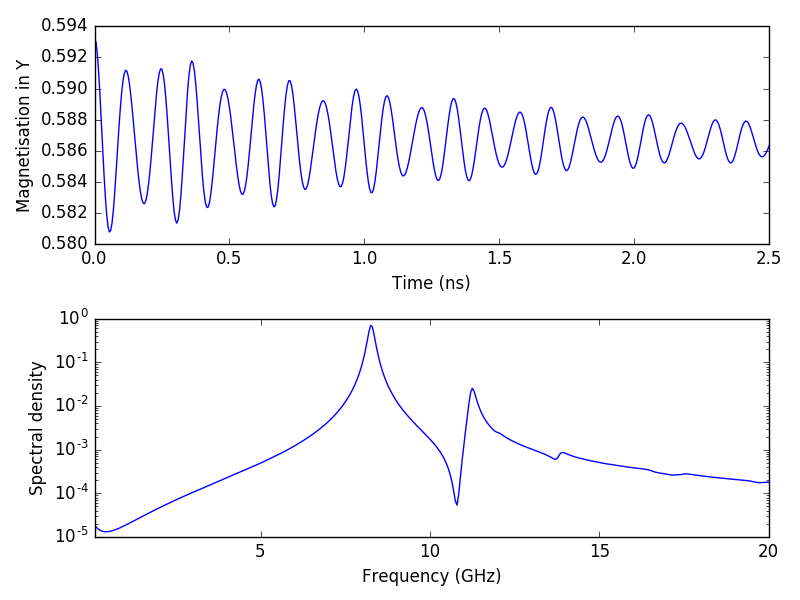 0.594
0.592
0.590
0.588
0.586
0.584
0.582
0.580
Magnetisation in Y
0.0 0.5 1.0 1.5 2.0 2.5
Time (ns)
10^0
10^-1
10^-2
10^-3
10^-4
10^-5
Spectral density
5 10 15 20
Frequency (GHz)